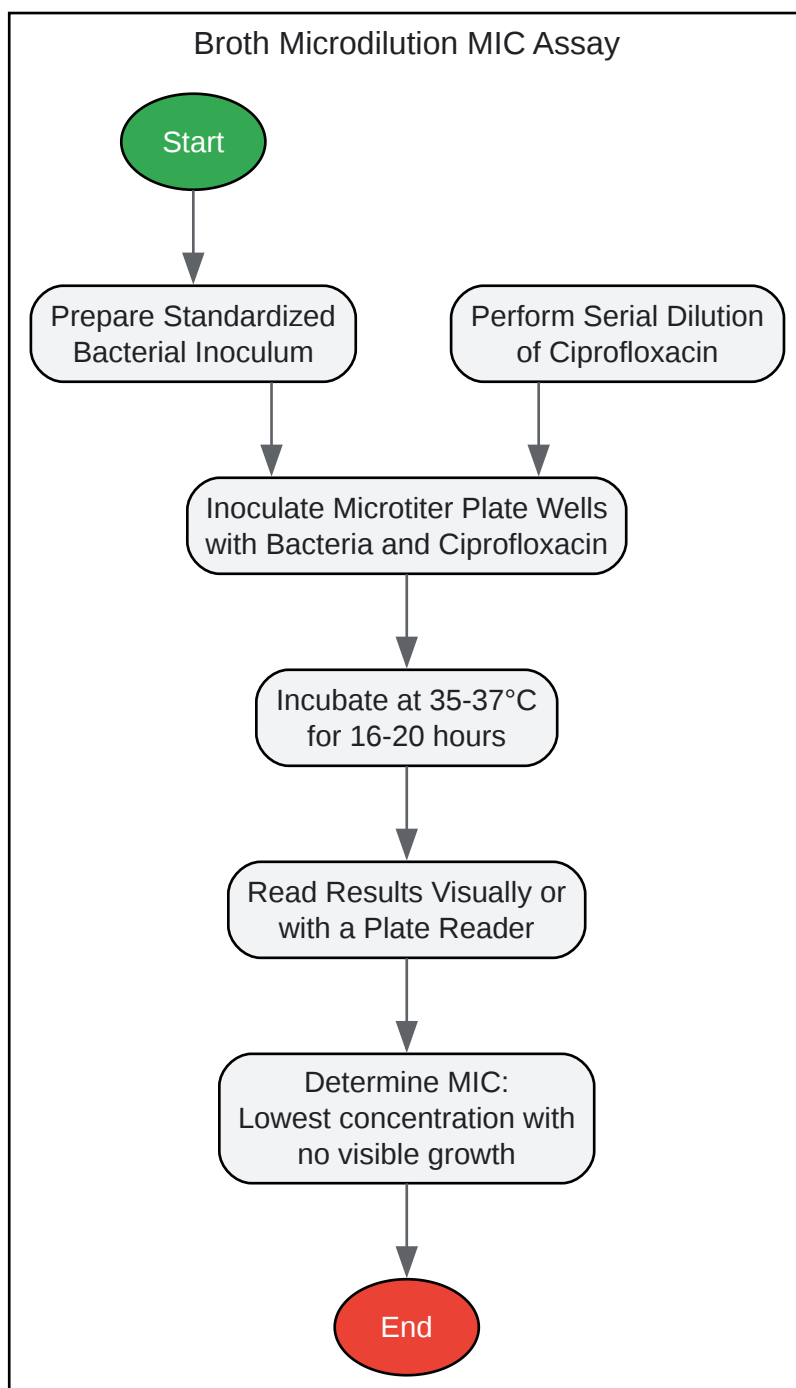 Broth Microdilution MIC Assay
Start
Prepare Standardized
Bacterial Inoculum
Perform Serial Dilution
of Ciprofloxacin
Inoculate Microtiter Plate Wells
with Bacteria and Ciprofloxacin
Incubate at 35-37°C
for 16-20 hours
Read Results Visually or
with a Plate Reader
Determine MIC:
Lowest concentration with
no visible growth
End